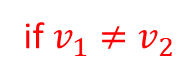 if v₁ ≠ v₂